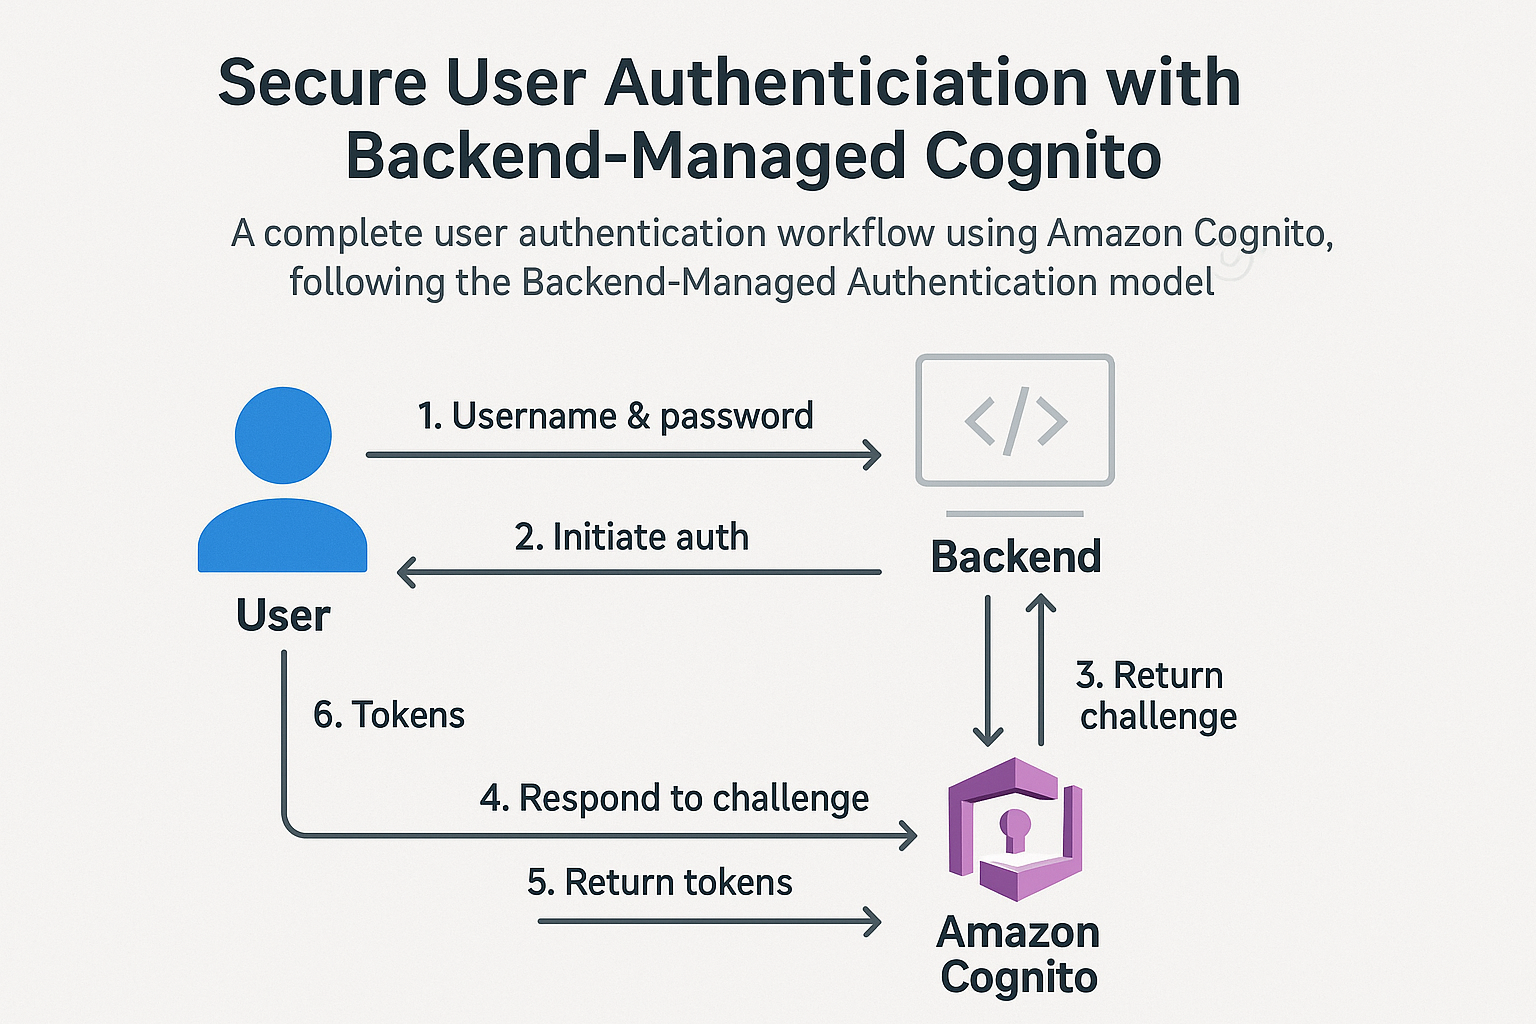 Secure User Authenticiation with
Backend-Managed Cognito
A complete user authentication workflow using Amazon Cognito,
following the Backend-Managed Authentication model
1. Username & password
</>
2. Initiate auth
Backend
User
3. Return
challenge
6. Tokens
4. Respond to challenge
5. Return tokens
Amazon
Cognito